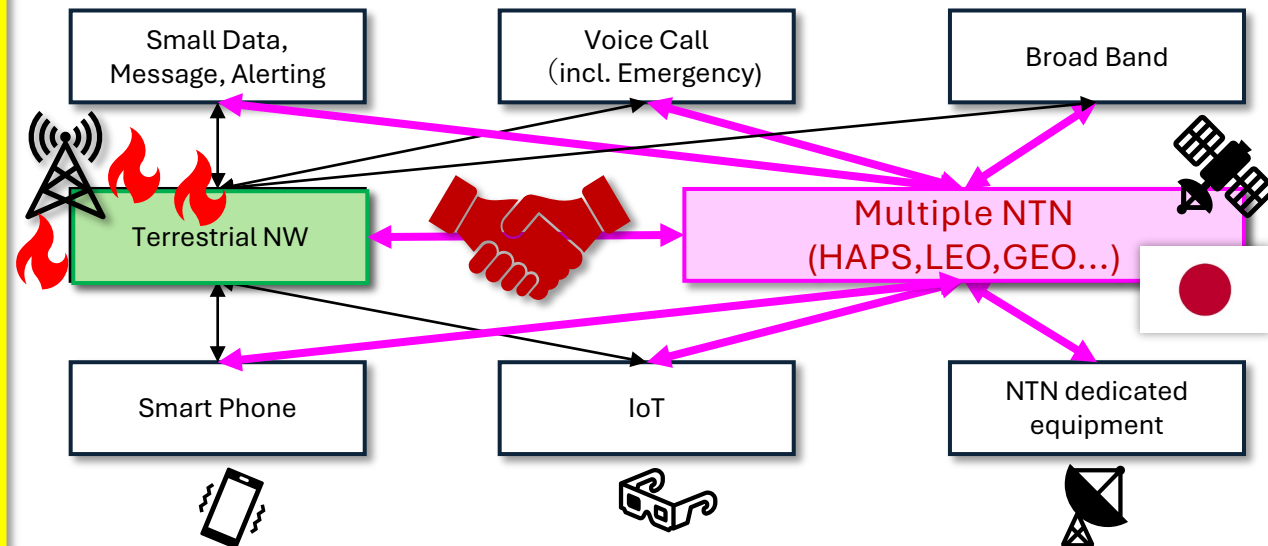 Small Data,
Message, Alerting
Voice Call
（incl. Emergency)
Broad Band
Terrestrial NW
Multiple NTN
(HAPS,LEO,GEO...)
Smart Phone
IoT
NTN dedicated
equipment